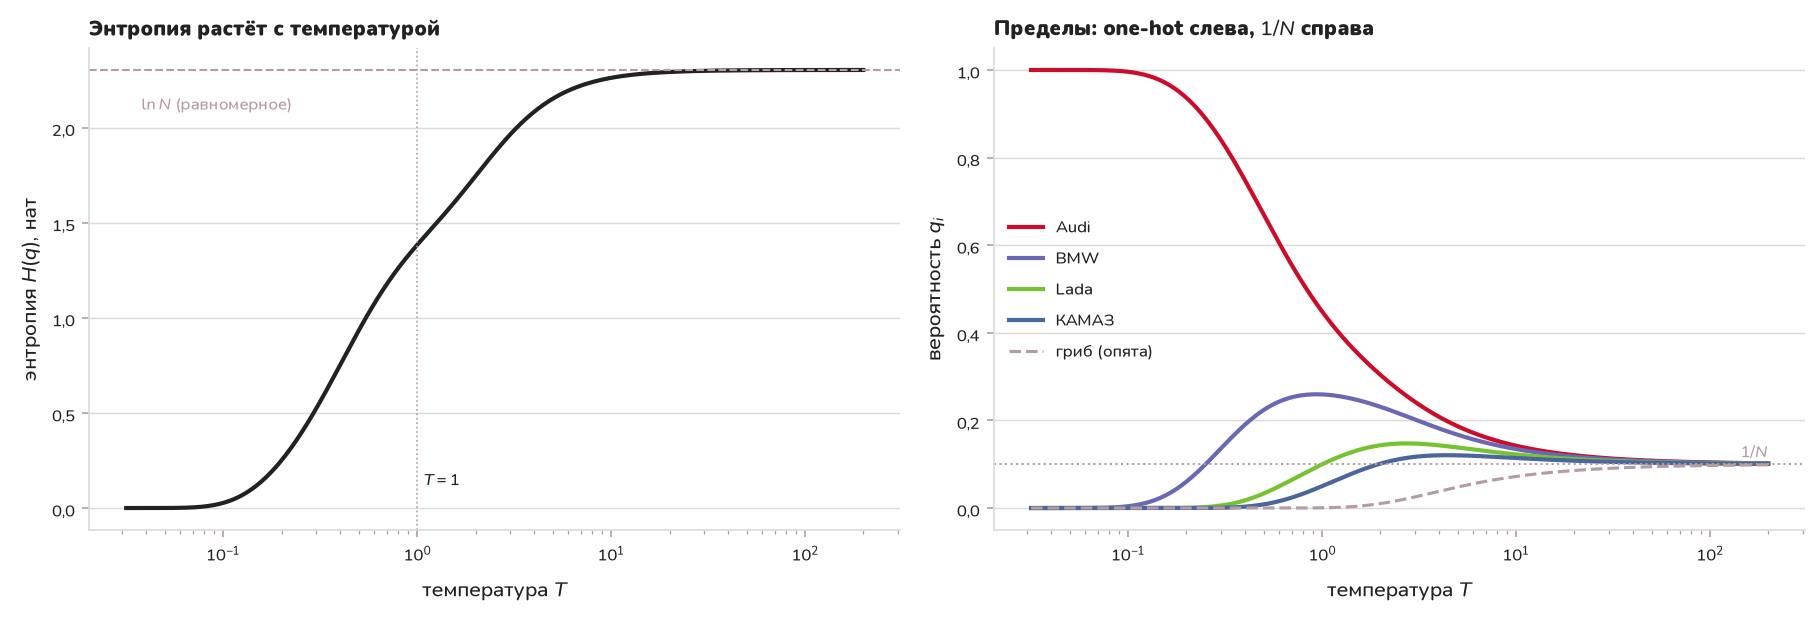 Энтропия растёт с температурой
ln N (равномерное)
2,0
1,5
1,0
0,5
0,0
энтропия H(q), нат
T = 1
10⁻¹
10⁰
10¹
10²
температура T
Пределы: one-hot слева, 1/N справа
1,0
0,8
0,6
0,4
0,2
0,0
вероятность qᵢ
Audi
BMW
Lada
КАМАЗ
гриб (опята)
1/N
10⁻¹
10⁰
10¹
10²
температура T